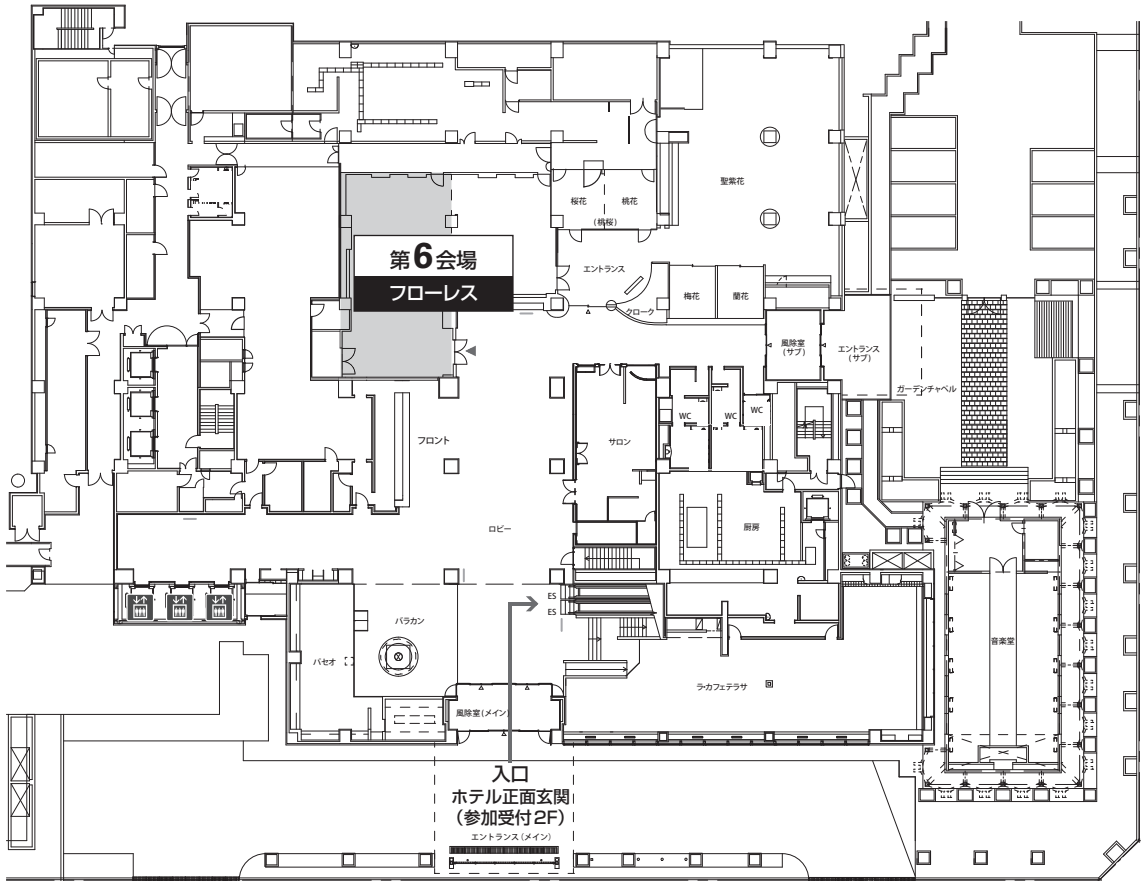 聖紫花
桜花
桃花
(桃桜)
第6会場
フローレス
エントランス
梅花
蘭花
クローク
風除室
(サブ)
エントランス
(サブ)
ガーデンチャペル
WC
WC
WC
フロント
サロン
ロビー
厨房
ES
ES
バラカン
パセオ
音楽堂
ラ・カフェテラサ
風除室(メイン)
入口
ホテル正面玄関
(参加受付2F)
エントランス(メイン)